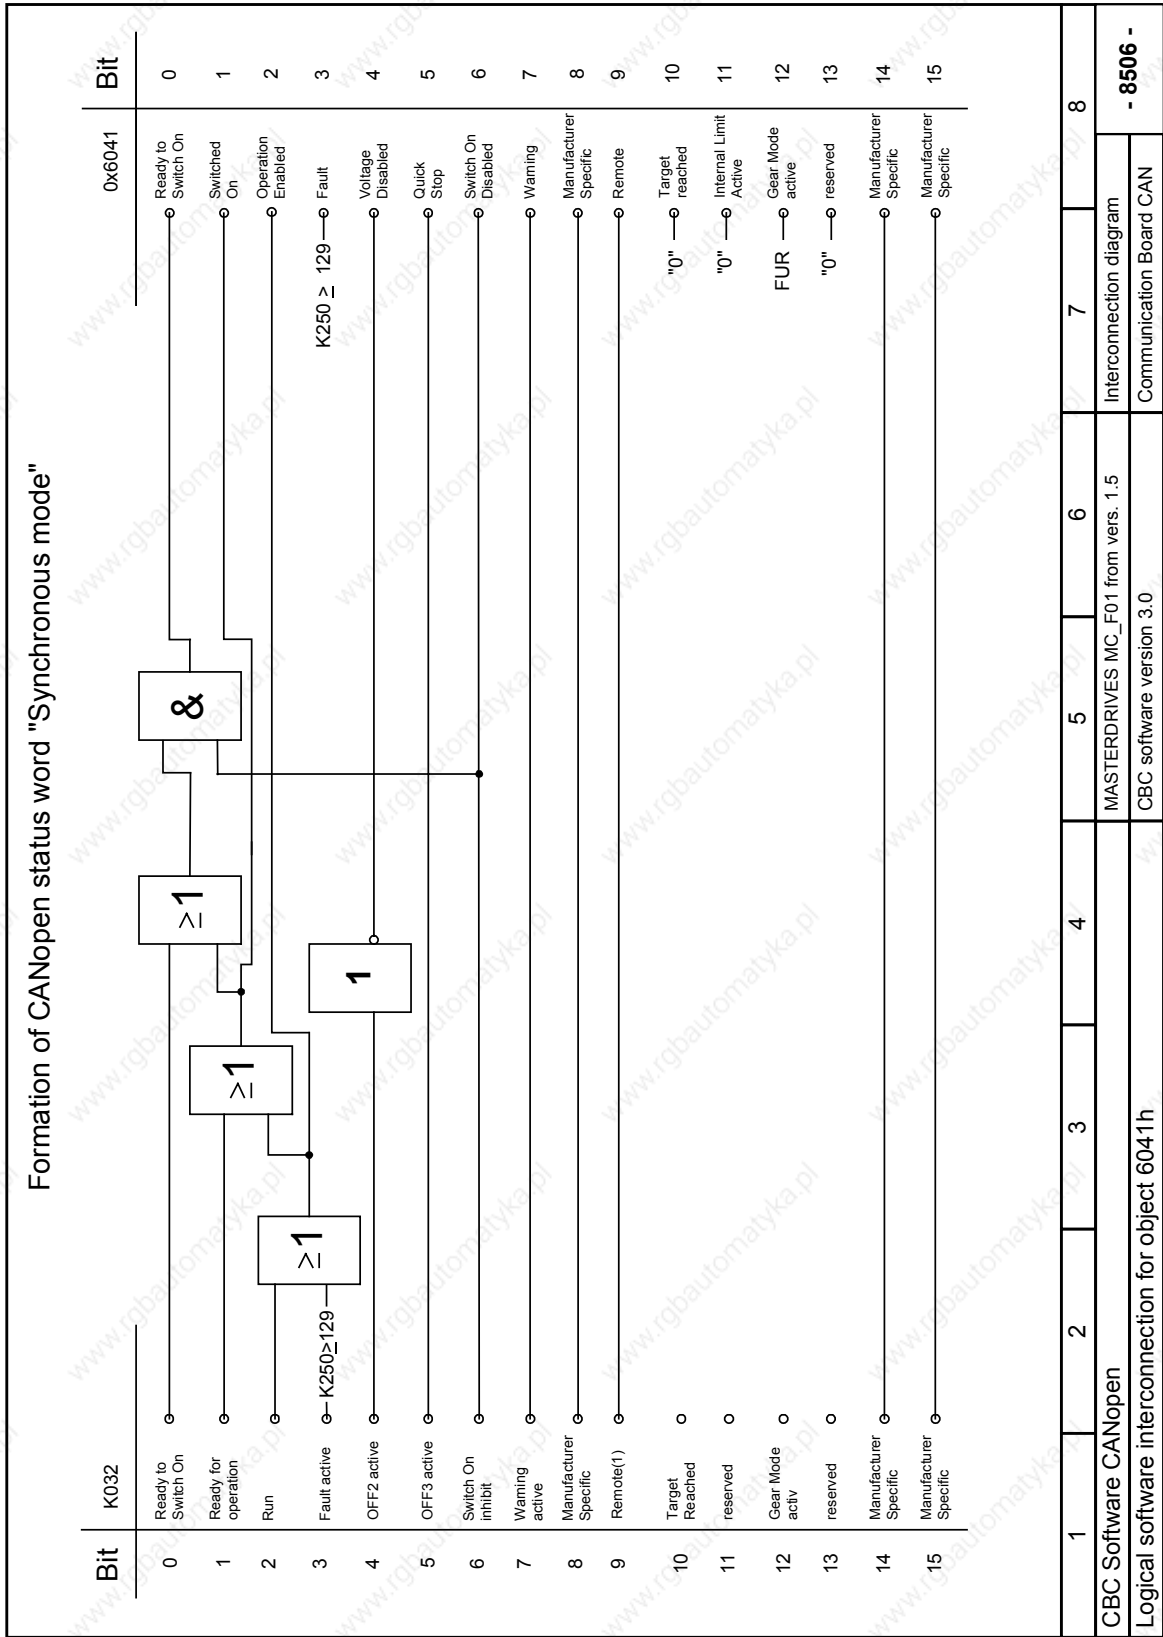 Formation of CANopen status word "Synchronous mode"
Bit
K032
0x6041
Bit
0
Ready to
Switch On
≥1
&
Ready to
Switch On
0
1
Ready for
operation
≥1
Switched
On
1
2
Run
≥1
Operation
Enabled
2
3
Fault active
K250≥129
K250 ≥ 129
Fault
3
4
OFF2 active
1
Voltage
Disabled
4
5
OFF3 active
Quick
Stop
5
6
Switch On
inhibit
Switch On
Disabled
6
7
Warning
active
Warning
7
8
Manufacturer
Specific
Manufacturer
Specific
8
9
Remote(1)
Remote
9
10
Target
Reached
"0"
Target
reached
10
11
reserved
"0"
Internal Limit
Active
11
12
Gear Mode
activ
FUR
Gear Mode
active
12
13
reserved
"0"
reserved
13
14
Manufacturer
Specific
Manufacturer
Specific
14
15
Manufacturer
Specific
Manufacturer
Specific
15
1 2 3 4 5 6 7 8
CBC Software CANopen
MASTERDRIVES MC_F01 from vers. 1.5
Interconnection diagram
- 8506 -
Logical software interconnection for object 6041h
CBC software version 3.0
Communication Board CAN
www.rgbautomatyka.pl